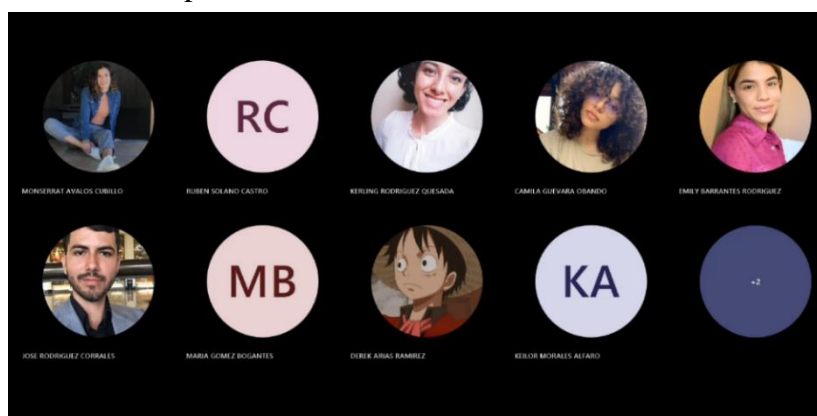 RC
MONSERRAT AVALOS CUBILLO
RUBEN SOLANO CASTRO
KERLING RODRIGUEZ QUESADA
CAMILA GUEVARA OBANDO
EMILY BARRANTES RODRIGUEZ
MB
KA
+2
JOSE RODRIGUEZ CORRALES
MARIA GOMEZ BOGANTES
DEREK ARIAS RAMIREZ
KEILOR MORALES ALFARO